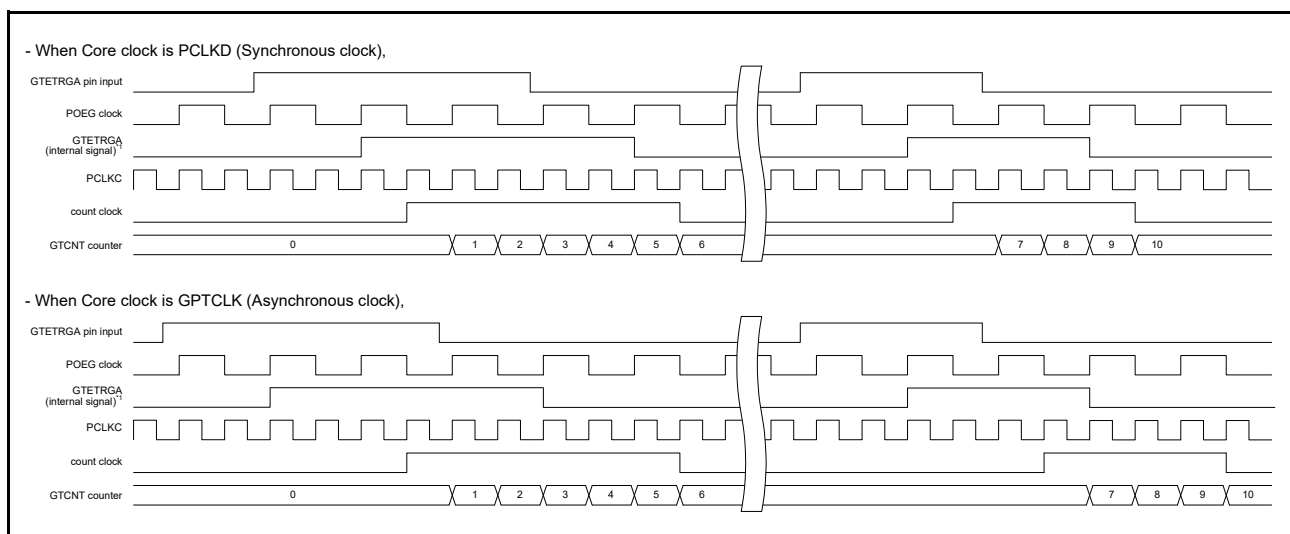 - When Core clock is PCLKD (Synchronous clock),
GTETRGA pin input
POEG clock
GTETRGA
(internal signal)*1
PCLKC
count clock
GTCNT counter 0 1 2 3 4 5 6 7 8 9 10
- When Core clock is GPTCLK (Asynchronous clock),
GTETRGA pin input
POEG clock
GTETRGA
(internal signal)*1
PCLKC
count clock
GTCNT counter 0 1 2 3 4 5 6 7 8 9 10